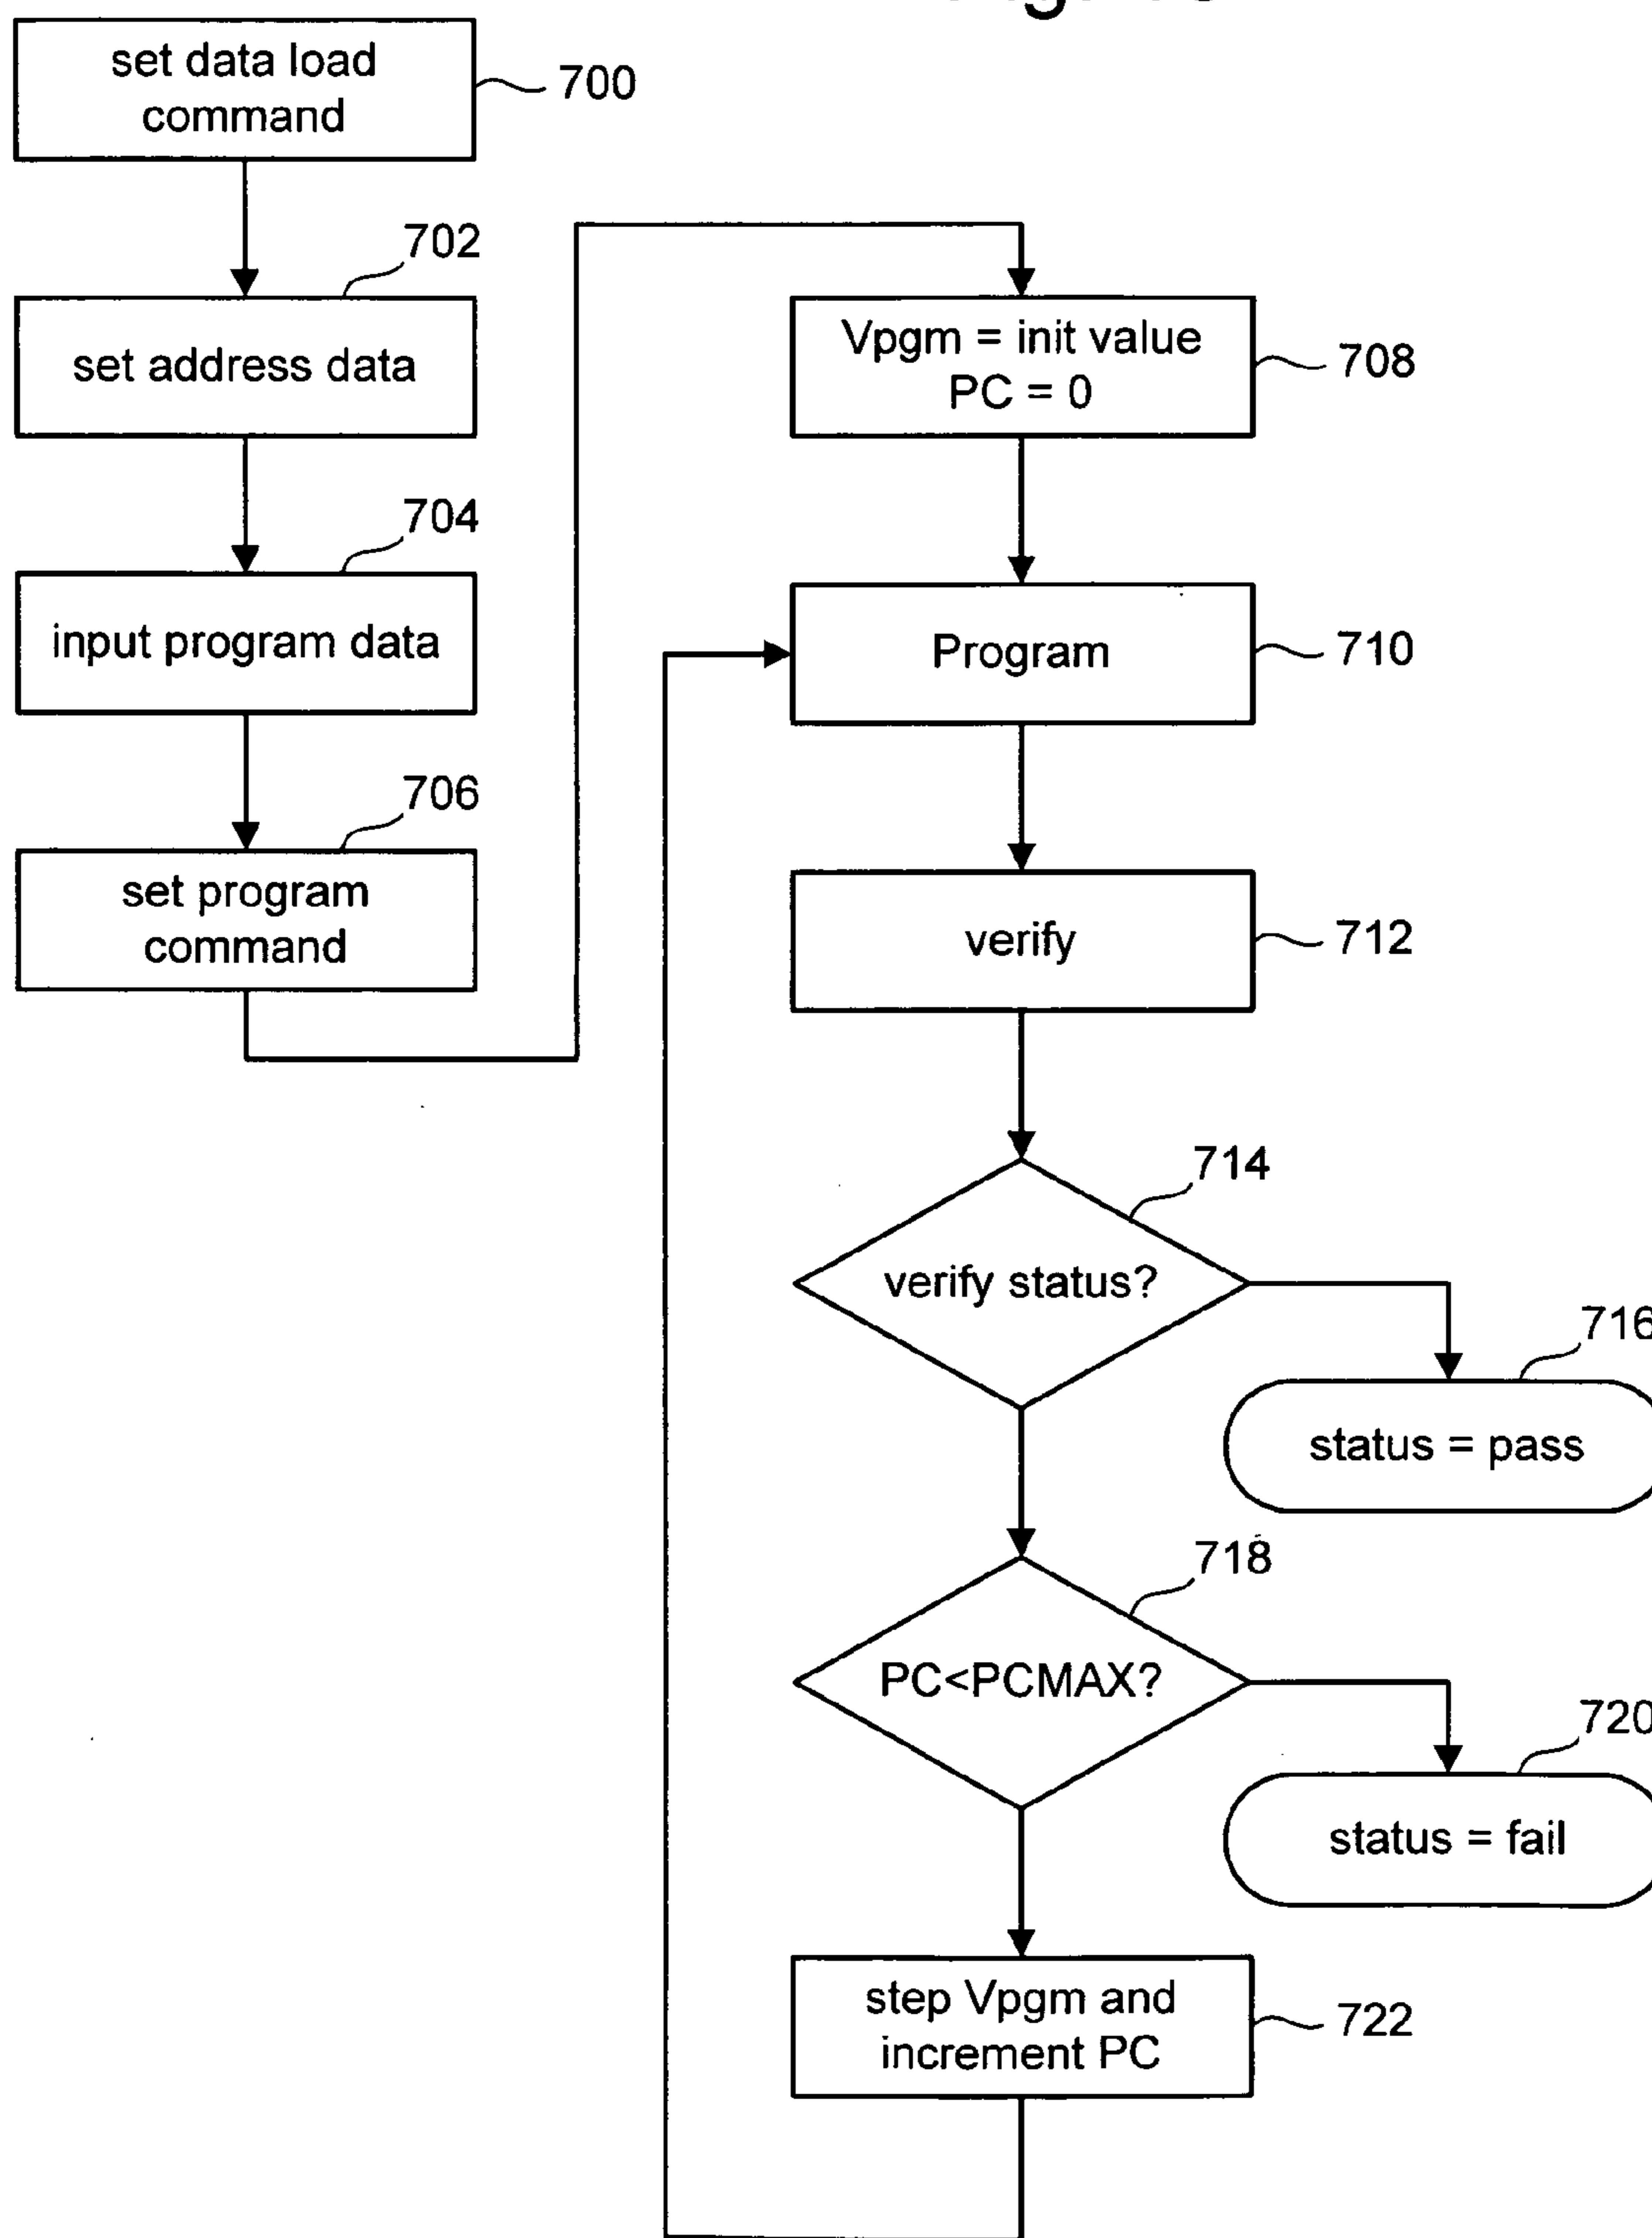 set data load
command
700
702
set address data
704
input program data
706
set program
command
Vpgm = init value
PC = 0
708
Program
710
verify
712
714
verify status?
716
status = pass
718
PC<PCMAX?
720
status = fail
step Vpgm and
increment PC
722